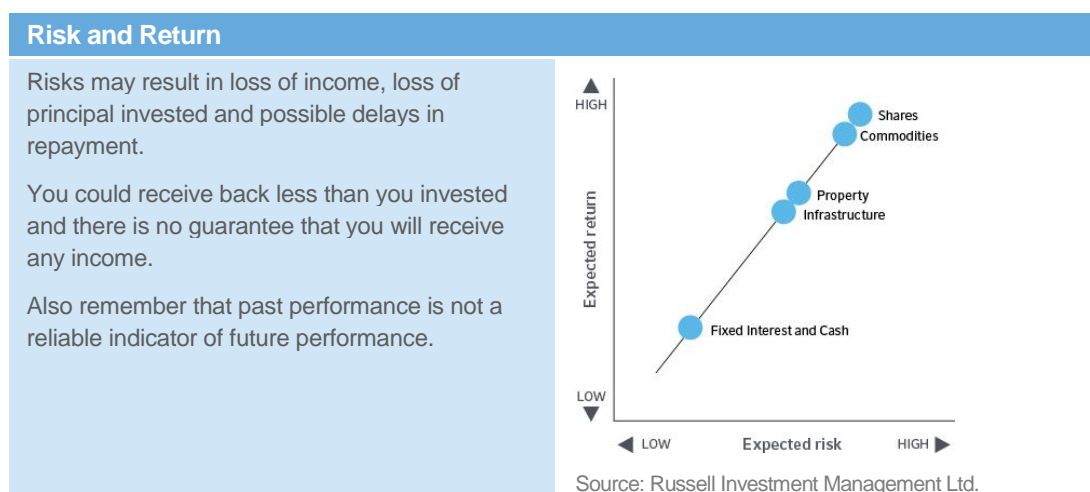 Risk and Return
Risks may result in loss of income, loss of
principal invested and possible delays in
repayment.
You could receive back less than you invested
and there is no guarantee that you will receive
any income.
Also remember that past performance is not a
reliable indicator of future performance.
HIGH
Shares
Commodities
Property
Infrastructure
Expected return
Fixed Interest and Cash
LOW
LOW
Expected risk
HIGH
Source: Russell Investment Management Ltd.